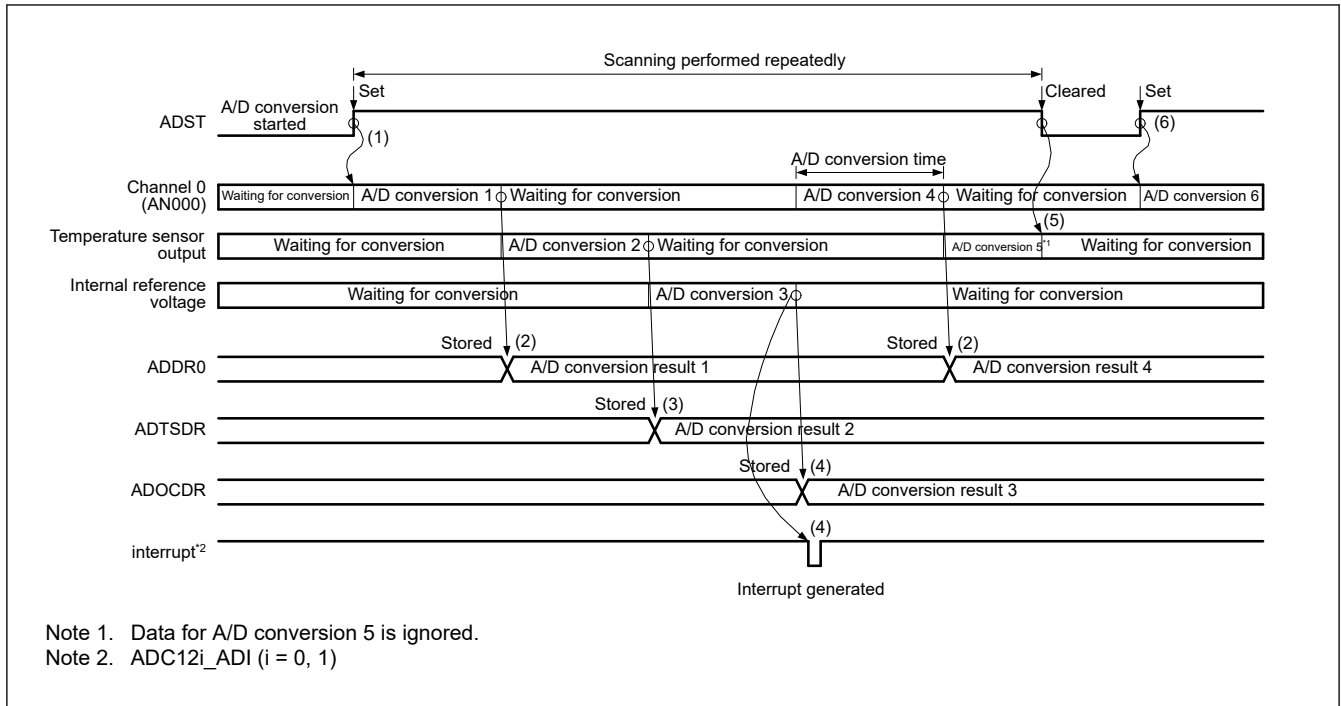 Scanning performed repeatedly
Set
Cleared
Set
ADST
A/D conversion
started
(1)
(6)
A/D conversion time
Channel 0
(AN000)
Waiting for conversion
A/D conversion 1
Waiting for conversion
A/D conversion 4
Waiting for conversion
A/D conversion 6
(5)
Temperature sensor
output
Waiting for conversion
A/D conversion 2
Waiting for conversion
A/D conversion 5*1
Waiting for conversion
Internal reference
voltage
Waiting for conversion
A/D conversion 3
Waiting for conversion
Stored (2)
Stored (2)
ADDR0
A/D conversion result 1
A/D conversion result 4
Stored (3)
ADTSDR
A/D conversion result 2
Stored (4)
ADOCDR
A/D conversion result 3
(4)
interrupt*2
Interrupt generated
Note 1. Data for A/D conversion 5 is ignored.
Note 2. ADC12i_ADI (i = 0, 1)